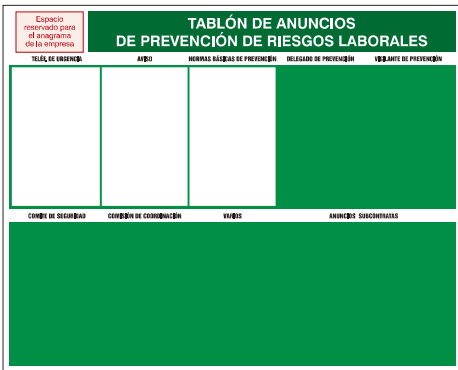 Espacio
reservado para
el anagrama
de la empresa
TABLÓN DE ANUNCIOS
DE PREVENCIÓN DE RIESGOS LABORALES
TELÉF. DE URGENCIA AVISO NORMAS BÁSICAS DE PREVENCIÓN DELEGADO DE PREVENCIÓN VIGILANTE DE PREVENCIÓN
COMITE DE SEGURIDAD COMISIÓN DE COORDINACIÓN VARIOS ANUNCIOS SUBCONTRATAS